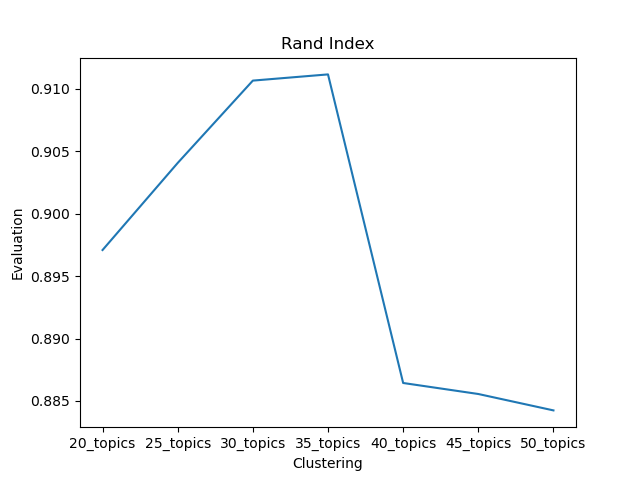 Rand Index
Evaluation
0.910
0.905
0.900
0.895
0.890
0.885
20_topics 25_topics 30_topics 35_topics 40_topics 45_topics 50_topics
Clustering